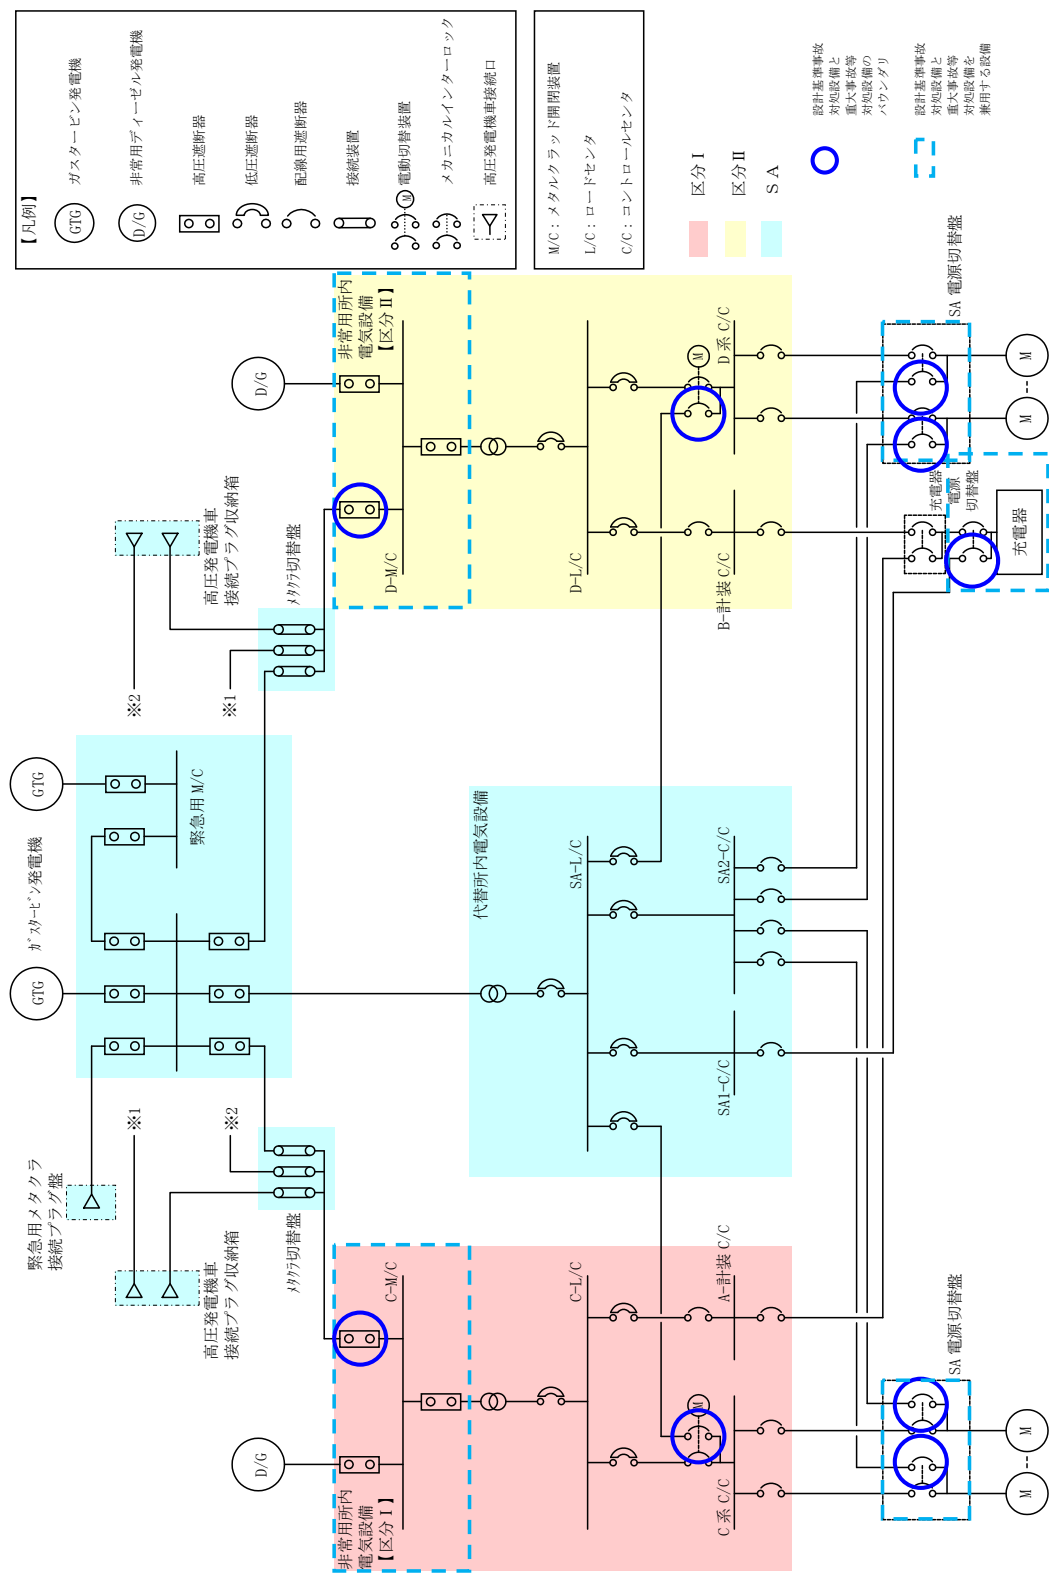 【凡例】
GTG
ガスタービン発電機
D/G
非常用ディーゼル発電機
高圧遮断器
低圧遮断器
配線用遮断器
接続装置
M
電動切替装置
メカニカルインターロック
高圧発電機車接続口
M/C：メタルクラッド開閉装置
L/C：ロードセンタ
C/C：コントロールセンタ
区分Ⅰ
区分Ⅱ
ＳＡ
設計基準事故
対処設備と
重大事故等
対処設備の
バウンダリ
設計基準事故
対処設備と
重大事故等
対処設備を
兼用する設備
緊急用メタクラ
接続プラグ盤
GTG
ｶﾞｽﾀｰﾋﾞﾝ発電機
GTG
緊急用 M/C
※1
※2
高圧発電機車
接続プラグ収納箱
ﾒﾀｸﾗ切替盤
※2
※1
高圧発電機車
接続プラグ収納箱
ﾒﾀｸﾗ切替盤
D/G
非常用所内
電気設備
【区分Ⅰ】
C-M/C
D/G
非常用所内
電気設備
【区分Ⅱ】
D-M/C
代替所内電気設備
C-L/C
SA-L/C
D-L/C
M
M
C 系 C/C
A-計装 C/C
SA1-C/C
SA2-C/C
B-計装 C/C
D 系 C/C
SA 電源切替盤
充電器
電源
切替盤
SA 電源切替盤
M
M
充電器
M
M